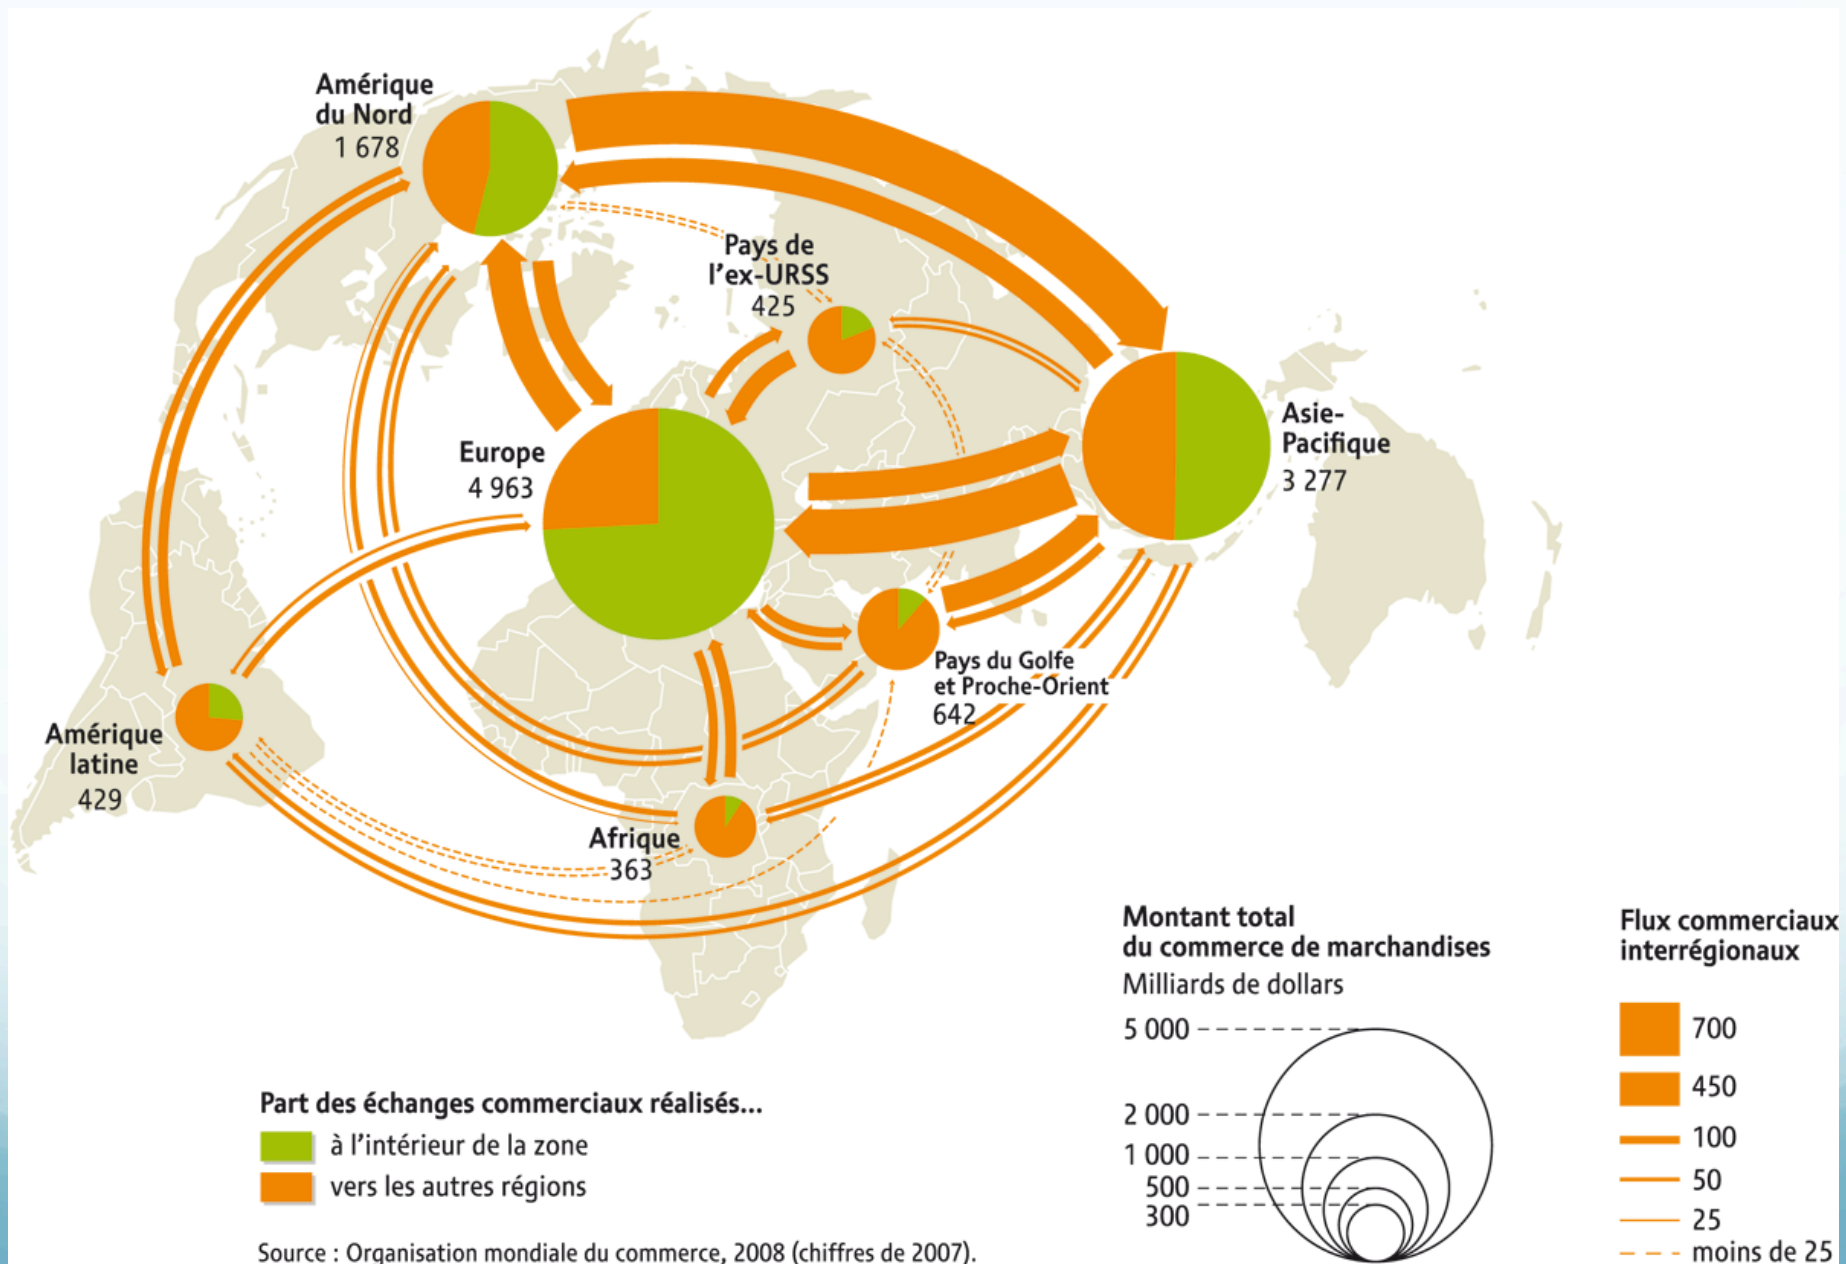 Amérique
du Nord
1 678
Pays de
l’ex-URSS
425
Europe
4 963
Asie-
Pacifique
3 277
Pays du Golfe
et Proche-Orient
642
Amérique
latine
429
Afrique
363
Montant total
du commerce de marchandises
Milliards de dollars
5 000
2 000
1 000
500
300
Flux commerciaux
interrégionaux
700
450
100
50
25
moins de 25
Part des échanges commerciaux réalisés...
à l’intérieur de la zone
vers les autres régions
Source : Organisation mondiale du commerce, 2008 (chiffres de 2007).